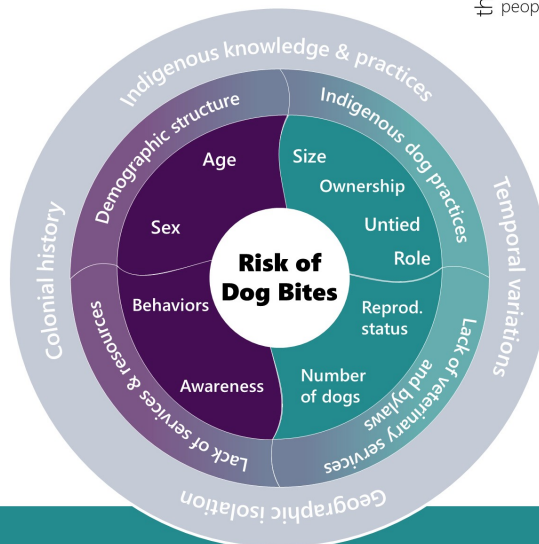 th
peop
Indigenous knowledge & practices
Temporal variations
Geographic isolation
Colonial history
Demographic structure
Indigenous dog practices
Lack of veterinary services
and bylaws
Lack of services & resources
Age
Sex
Size
Ownership
Untied
Role
Risk of
Dog Bites
Behaviors
Awareness
Reprod.
status
Number
of dogs